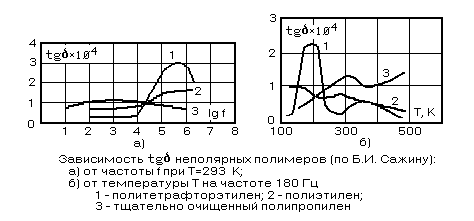 tgδ×10⁴
tgδ×10⁴
4
3
2
1
0
1
2
3
1 2 3 4 5 6 7 8
lg f
а)
3
2
1
0
1
3
2
100
300
500
T, K
б)
Зависимость tgδ неполярных полимеров (по Б.И. Сажину):
а) от частоты f при T=293 K;
б) от температуры T на частоте 180 Гц
1 - политетрафторэтилен; 2 - полиэтилен;
3 - тщательно очищенный полипропилен